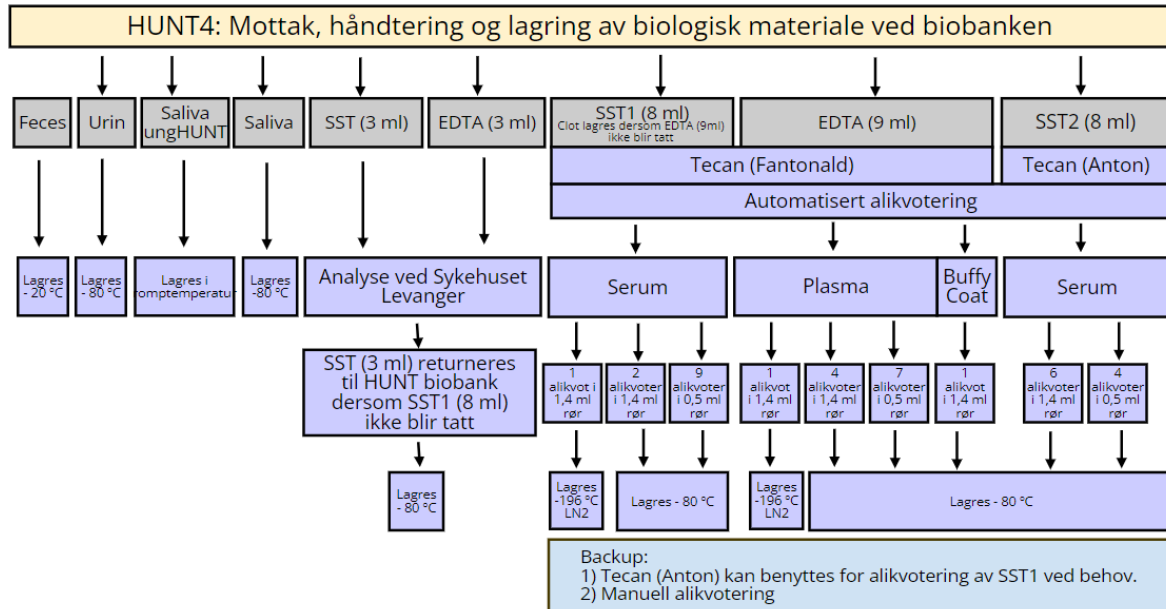 HUNT4: Mottak, håndtering og lagring av biologisk materiale ved biobanken
Feces
Urin
Saliva
ungHUNT
Saliva
SST (3 ml)
EDTA (3 ml)
SST1 (8 ml)
Clot lagres dersom EDTA (9ml)
ikke blir tatt
EDTA (9 ml)
SST2 (8 ml)
Tecan (Fantonald)
Tecan (Anton)
Automatisert alikvotering
Lagres
- 20 °C
Lagres
- 80 °C
Lagres i
romptemperatur
Lagres
-80 °C
Analyse ved Sykehuset
Levanger
Serum
Plasma
Buffy
Coat
Serum
SST (3 ml) returneres
til HUNT biobank
dersom SST1 (8 ml)
ikke blir tatt
1
alikvot i
1,4 ml
rør
2
alikvoter
i 1,4 ml
rør
9
alikvoter
i 0,5 ml
rør
1
alikvot
i 1,4 ml
rør
4
alikvoter
i 1,4 ml
rør
7
alikvoter
i 0,5 ml
rør
1
alikvot
i 1,4 ml
rør
6
alikvoter
i 1,4 ml
rør
4
alikvoter
i 0,5 ml
rør
Lagres
- 80 °C
Lagres
-196 °C
LN2
Lagres - 80 °C
Lagres
-196 °C
LN2
Lagres - 80 °C
Backup:
1) Tecan (Anton) kan benyttes for alikvotering av SST1 ved behov.
2) Manuell alikvotering